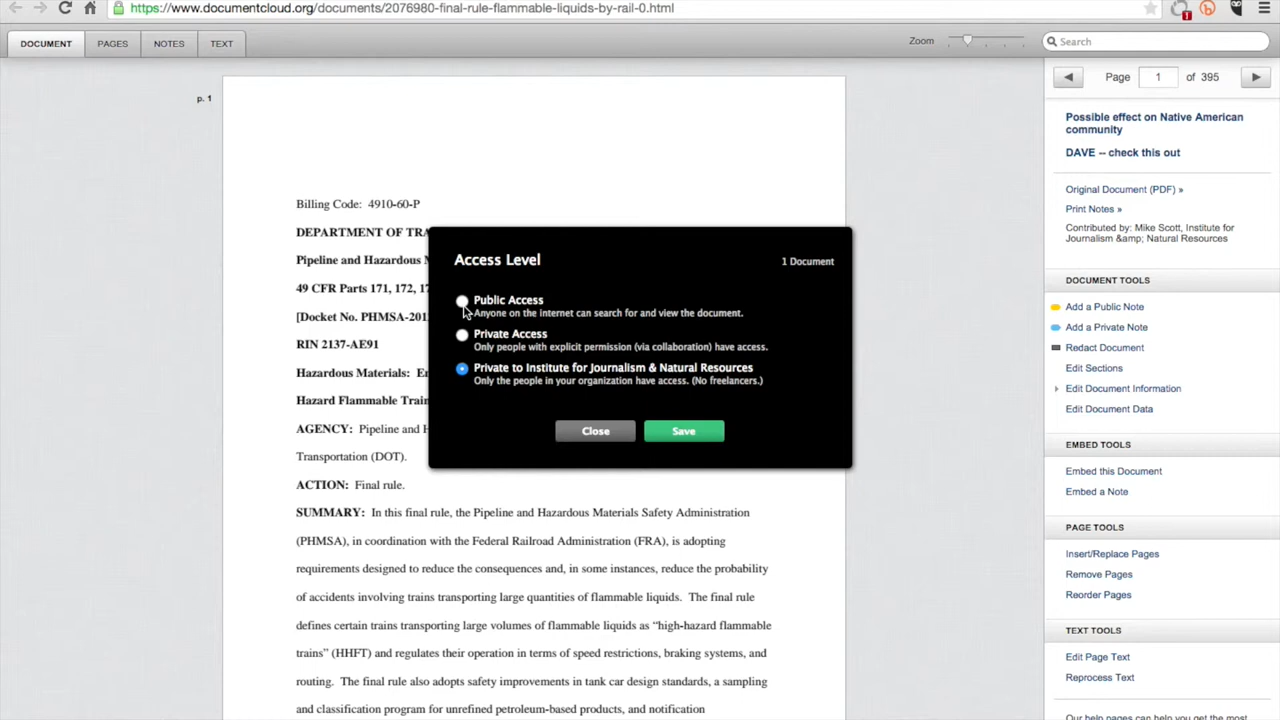 https://www.documentcloud.org/documents/2076980-final-rule-flammable-liquids-by-rail-0.html
1
DOCUMENT
PAGES
NOTES
TEXT
Zoom
Search
p. 1
Page 1 of 395
Possible effect on Native American
community
DAVE -- check this out
Original Document (PDF) »
Print Notes »
Contributed by: Mike Scott, Institute for
Journalism &amp; Natural Resources
DOCUMENT TOOLS
Add a Public Note
Add a Private Note
Redact Document
Edit Sections
Edit Document Information
Edit Document Data
EMBED TOOLS
Embed this Document
Embed a Note
PAGE TOOLS
Insert/Replace Pages
Remove Pages
Reorder Pages
TEXT TOOLS
Edit Page Text
Reprocess Text
Our help pages can help you get the most
Billing Code: 4910-60-P
DEPARTMENT OF TRA
Pipeline and Hazardous M
49 CFR Parts 171, 172, 17
[Docket No. PHMSA-201
RIN 2137-AE91
Hazardous Materials: En
Hazard Flammable Train
AGENCY: Pipeline and H
Transportation (DOT).
ACTION: Final rule.
SUMMARY: In this final rule, the Pipeline and Hazardous Materials Safety Administration
(PHMSA), in coordination with the Federal Railroad Administration (FRA), is adopting
requirements designed to reduce the consequences and, in some instances, reduce the probability
of accidents involving trains transporting large quantities of flammable liquids. The final rule
defines certain trains transporting large volumes of flammable liquids as “high-hazard flammable
trains” (HHFT) and regulates their operation in terms of speed restrictions, braking systems, and
routing. The final rule also adopts safety improvements in tank car design standards, a sampling
and classification program for unrefined petroleum-based products, and notification
Access Level
1 Document
Public Access
Anyone on the internet can search for and view the document.
Private Access
Only people with explicit permission (via collaboration) have access.
Private to Institute for Journalism & Natural Resources
Only the people in your organization have access. (No freelancers.)
Close
Save